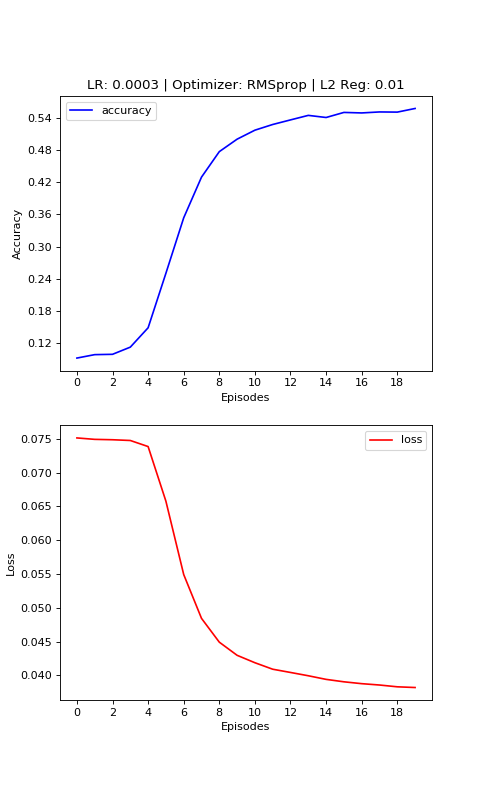 LR: 0.0003 | Optimizer: RMSprop | L2 Reg: 0.01
accuracy
0.54
0.48
0.42
0.36
0.30
0.24
0.18
0.12
Accuracy
0 2 4 6 8 10 12 14 16 18
Episodes
loss
0.075
0.070
0.065
0.060
0.055
0.050
0.045
0.040
Loss
0 2 4 6 8 10 12 14 16 18
Episodes